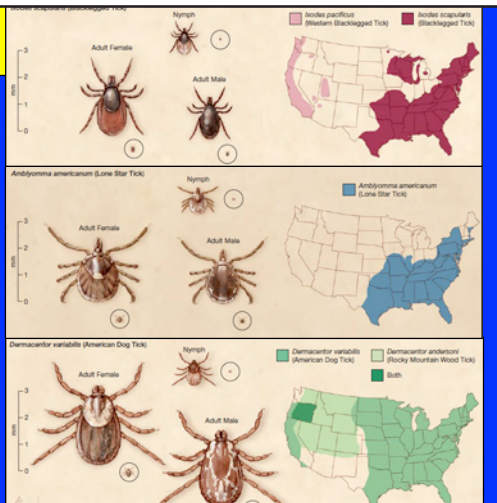 Ixodes scapularis (Blacklegged Tick)
Nymph
Adult Female
Adult Male
3
2
1
0
mm
Ixodes pacificus
(Western Blacklegged Tick)
Ixodes scapularis
(Blacklegged Tick)
Amblyomma americanum (Lone Star Tick)
Nymph
Adult Female
Adult Male
3
2
1
0
mm
Amblyomma americanum
(Lone Star Tick)
Dermacentor variabilis (American Dog Tick)
Nymph
Adult Female
Adult Male
3
2
1
0
mm
Dermacentor variabilis
(American Dog Tick)
Dermacentor andersoni
(Rocky Mountain Wood Tick)
Both